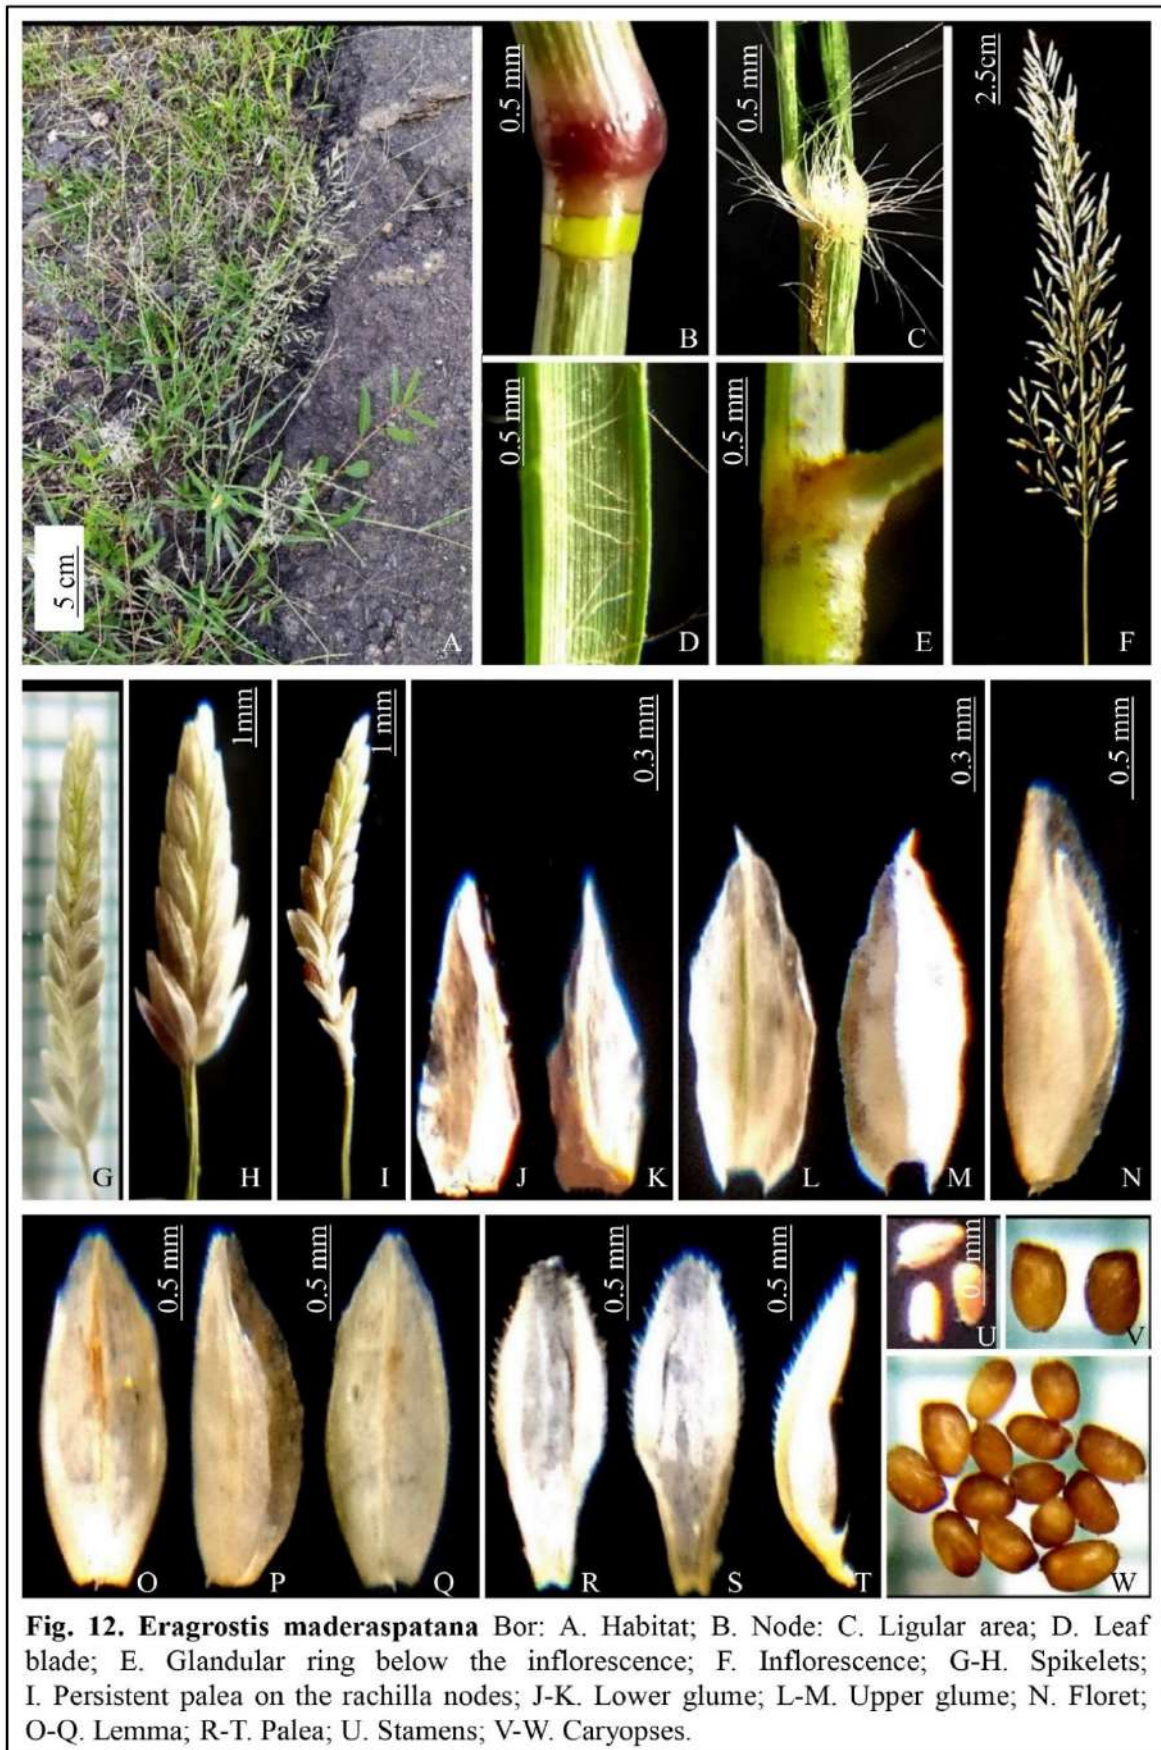 0.5 mm
0.5 mm
2.5cm
B
C
0.5 mm
0.5 mm
5 cm
A
D
E
F
1mm
1 mm
0.3 mm
0.3 mm
0.5 mm
G
H
I
J
K
L
M
N
0.5 mm
0.5 mm
0.5 mm
0.5 mm
U
V
O
P
Q
R
S
T
W
Fig. 12. Eragrostis maderaspatana Bor: A. Habitat; B. Node: C. Ligular area; D. Leaf
blade; E. Glandular ring below the inflorescence; F. Inflorescence; G-H. Spikelets;
I. Persistent palea on the rachilla nodes; J-K. Lower glume; L-M. Upper glume; N. Floret;
O-Q. Lemma; R-T. Palea; U. Stamens; V-W. Caryopses.